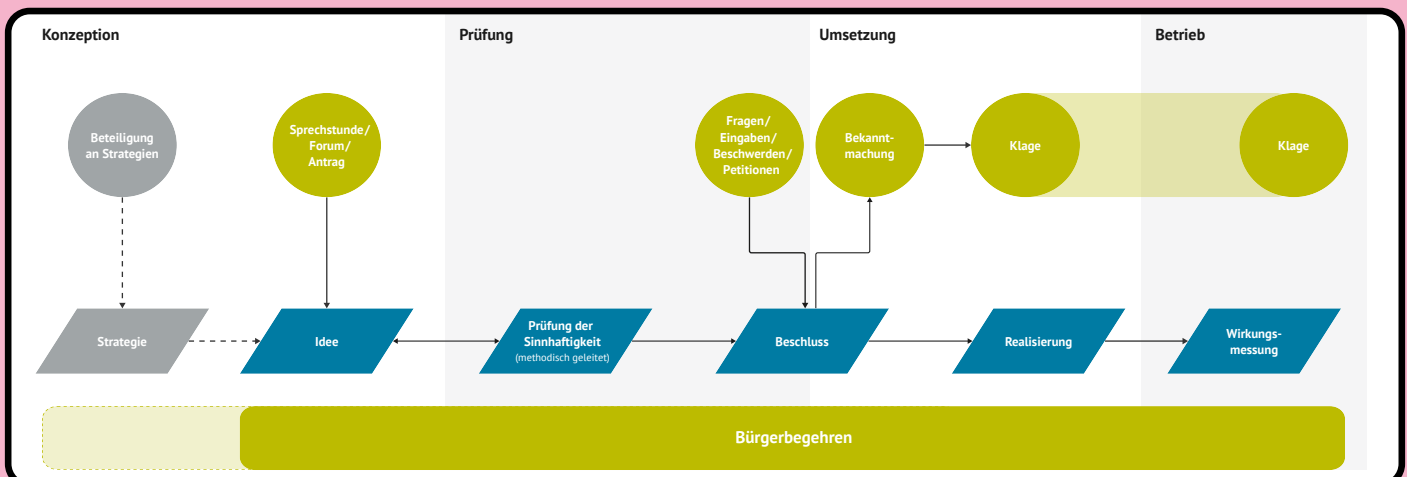 Konzeption
Prüfung
Umsetzung
Betrieb
Beteiligung
an Strategien
Sprechstunde/
Forum/
Antrag
Fragen/
Eingaben/
Beschwerden/
Petitionen
Bekannt-
machung
Klage
Klage
Strategie
Idee
Prüfung der
Sinnhaftigkeit
(methodisch geleitet)
Beschluss
Realisierung
Wirkungs-
messung
Bürgerbegehren